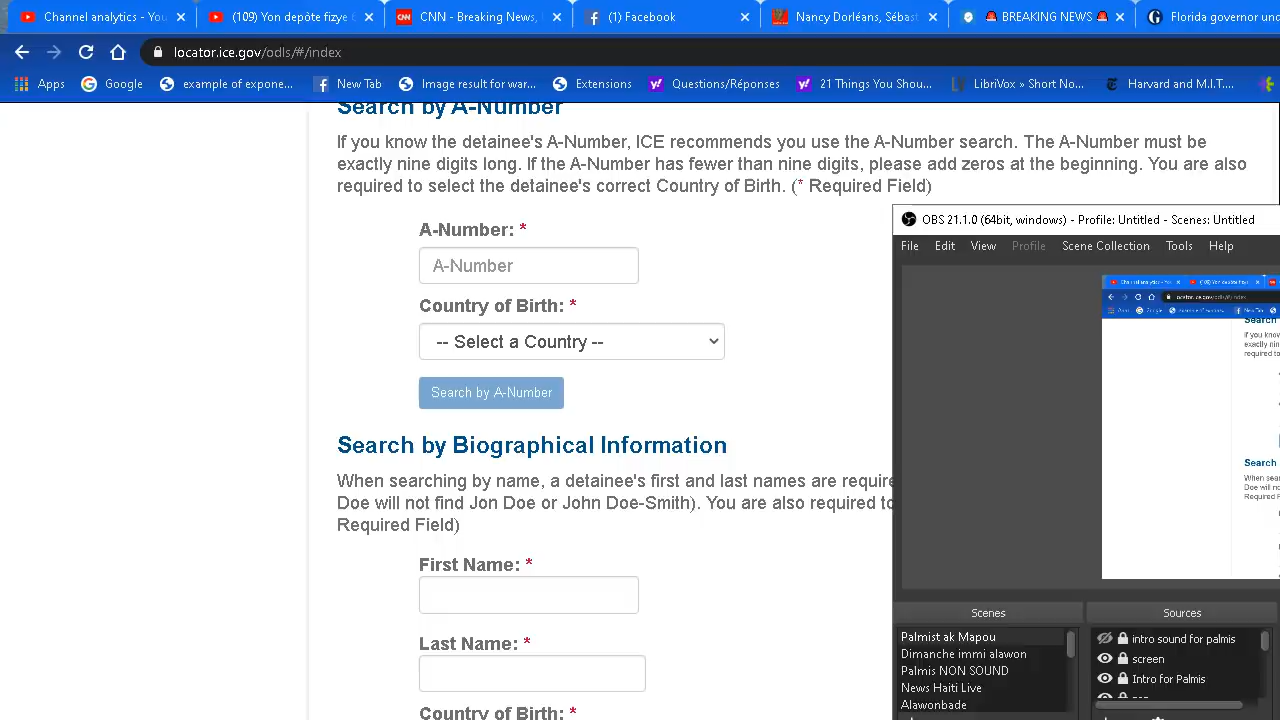 Channel analytics - You
(109) Yon depòte fizye
CNN - Breaking News,
(1) Facebook
Nancy Dorléans, Sébast
BREAKING NEWS
Florida governor und
locator.ice.gov/odls/#/index
Apps
Google
example of expone...
New Tab
Image result for war...
Extensions
Questions/Réponses
21 Things You Shou...
LibriVox » Short No...
Harvard and M.I.T....
Search by A-Number
If you know the detainee's A-Number, ICE recommends you use the A-Number search. The A-Number must be
exactly nine digits long. If the A-Number has fewer than nine digits, please add zeros at the beginning. You are also
required to select the detainee's correct Country of Birth. (* Required Field)
A-Number: *
A-Number
Country of Birth: *
-- Select a Country --
Search by A-Number
Search by Biographical Information
When searching by name, a detainee's first and last names are require
Doe will not find Jon Doe or John Doe-Smith). You are also required to
Required Field)
First Name: *
Last Name: *
Country of Birth: *
OBS 21.1.0 (64bit, windows) - Profile: Untitled - Scenes: Untitled
File Edit View Profile Scene Collection Tools Help
Scenes
Palmist ak Mapou
Dimanche immi alawon
Palmis NON SOUND
News Haiti Live
Alawonbade
Sources
intro sound for palmis
screen
Intro for Palmis